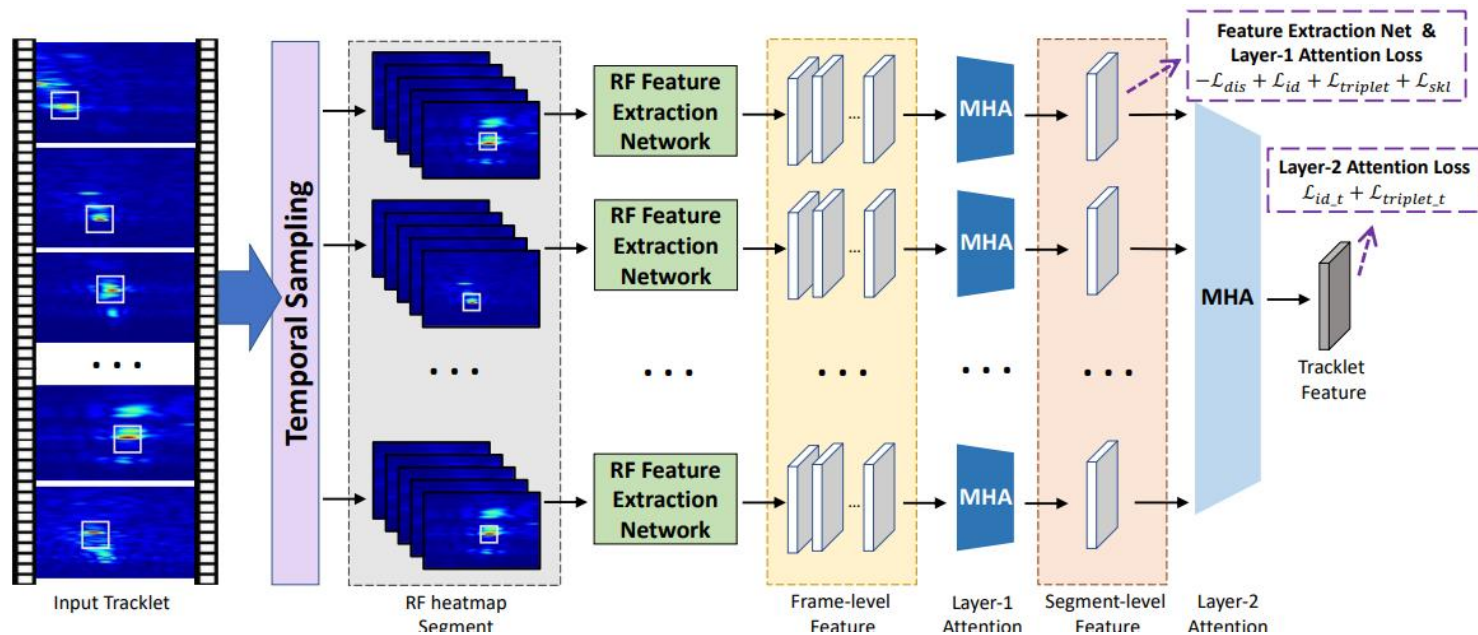 Feature Extraction Net &
Layer-1 Attention Loss
−ℒ_dis + ℒ_id + ℒ_triplet + ℒ_skl
Layer-2 Attention Loss
ℒ_id_t + ℒ_triplet_t
Temporal Sampling
RF Feature
Extraction
Network
...
MHA
RF Feature
Extraction
Network
...
MHA
MHA
Tracklet
Feature
. . .
. . .
. . .
. . .
. . .
. . .
RF Feature
Extraction
Network
...
MHA
Input Tracklet
RF heatmap
Segment
Frame-level
Feature
Layer-1
Attention
Segment-level
Feature
Layer-2
Attention